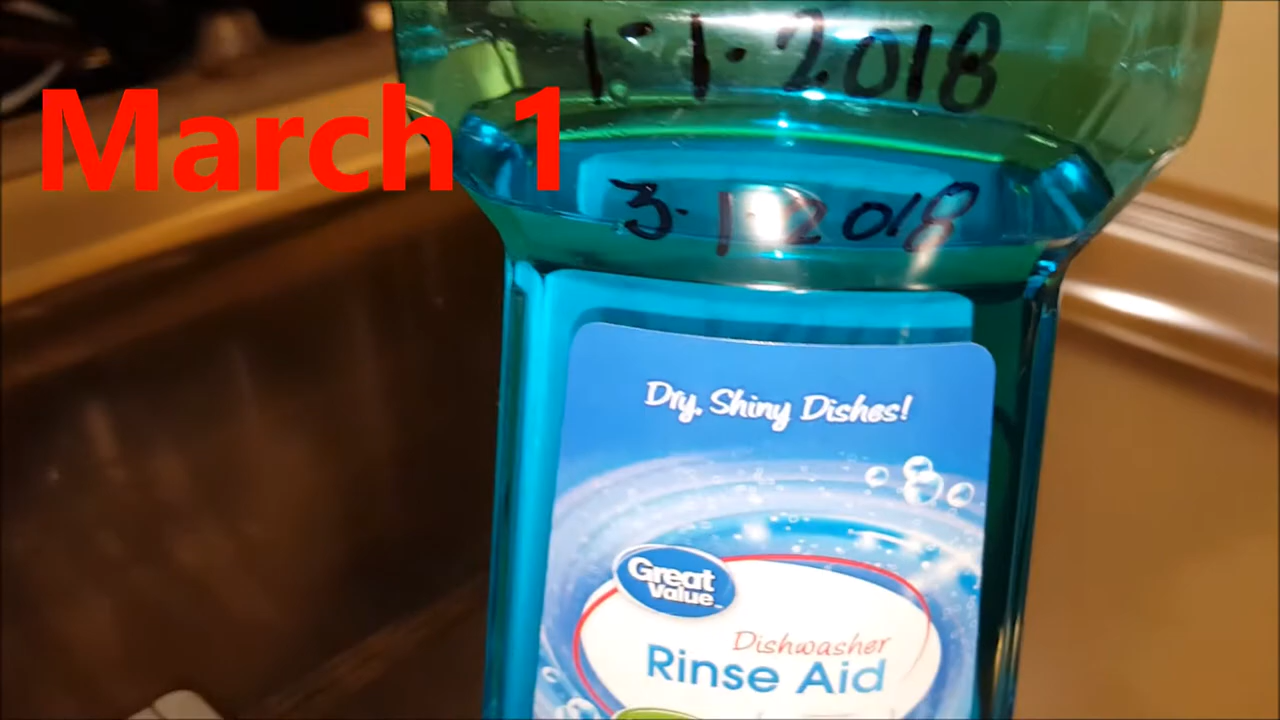 1·1·2018
March 1
3·1·2018
Dry, Shiny Dishes!
Great
Value
Dishwasher
Rinse Aid